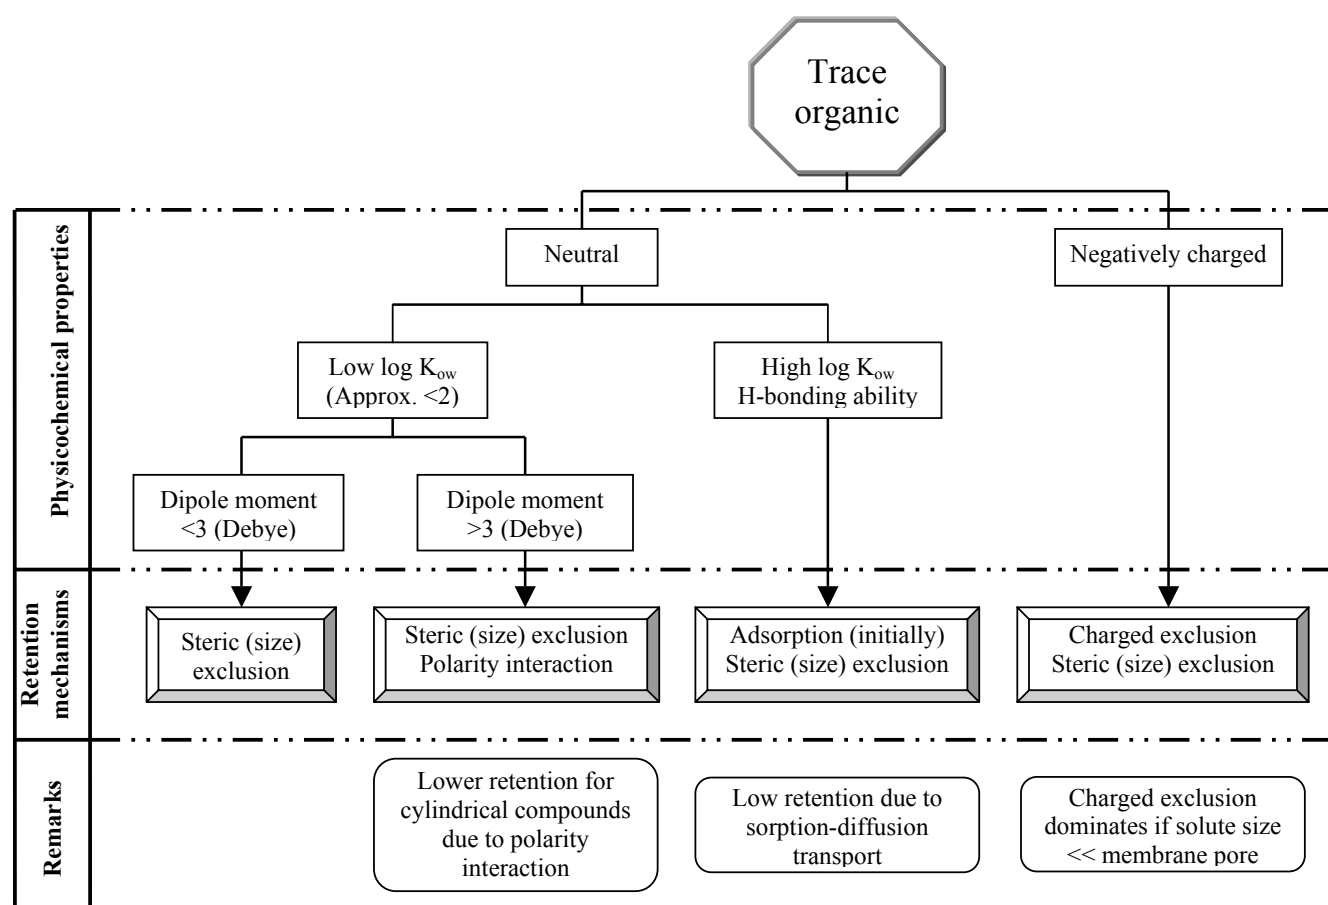 Trace
organic
Physicochemical properties
Neutral
Negatively charged
Low log Kow
(Approx. <2)
High log Kow
H-bonding ability
Dipole moment
<3 (Debye)
Dipole moment
>3 (Debye)
Retention
mechanisms
Steric (size)
exclusion
Steric (size) exclusion
Polarity interaction
Adsorption (initially)
Steric (size) exclusion
Charged exclusion
Steric (size) exclusion
Remarks
Lower retention for
cylindrical compounds
due to polarity
interaction
Low retention due to
sorption-diffusion
transport
Charged exclusion
dominates if solute size
<< membrane pore